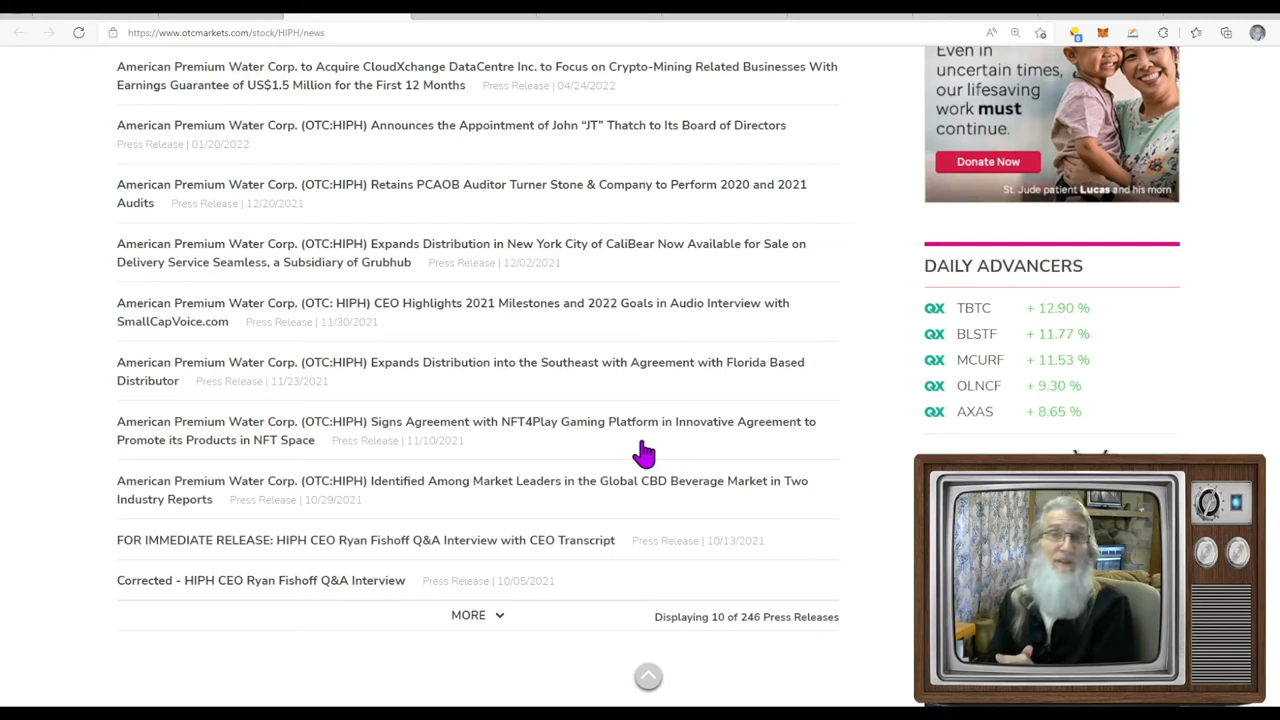 https://www.otcmarkets.com/stock/HIPH/news
American Premium Water Corp. to Acquire CloudXchange DataCentre Inc. to Focus on Crypto-Mining Related Businesses With
Earnings Guarantee of US$1.5 Million for the First 12 Months Press Release | 04/24/2022
American Premium Water Corp. (OTC:HIPH) Announces the Appointment of John “JT” Thatch to Its Board of Directors
Press Release | 01/20/2022
American Premium Water Corp. (OTC:HIPH) Retains PCAOB Auditor Turner Stone & Company to Perform 2020 and 2021
Audits Press Release | 12/20/2021
American Premium Water Corp. (OTC:HIPH) Expands Distribution in New York City of CaliBear Now Available for Sale on
Delivery Service Seamless, a Subsidiary of Grubhub Press Release | 12/02/2021
American Premium Water Corp. (OTC: HIPH) CEO Highlights 2021 Milestones and 2022 Goals in Audio Interview with
SmallCapVoice.com Press Release | 11/30/2021
American Premium Water Corp. (OTC:HIPH) Expands Distribution into the Southeast with Agreement with Florida Based
Distributor Press Release | 11/23/2021
American Premium Water Corp. (OTC:HIPH) Signs Agreement with NFT4Play Gaming Platform in Innovative Agreement to
Promote its Products in NFT Space Press Release | 11/10/2021
American Premium Water Corp. (OTC:HIPH) Identified Among Market Leaders in the Global CBD Beverage Market in Two
Industry Reports Press Release | 10/29/2021
FOR IMMEDIATE RELEASE: HIPH CEO Ryan Fishoff Q&A Interview with CEO Transcript Press Release | 10/13/2021
Corrected - HIPH CEO Ryan Fishoff Q&A Interview Press Release | 10/05/2021
MORE Displaying 10 of 246 Press Releases
Even in
uncertain times,
our lifesaving
work must
continue.
Donate Now
St. Jude patient Lucas and his mom
DAILY ADVANCERS
QX TBTC + 12.90 %
QX BLSTF + 11.77 %
QX MCURF + 11.53 %
QX OLNCF + 9.30 %
QX AXAS + 8.65 %